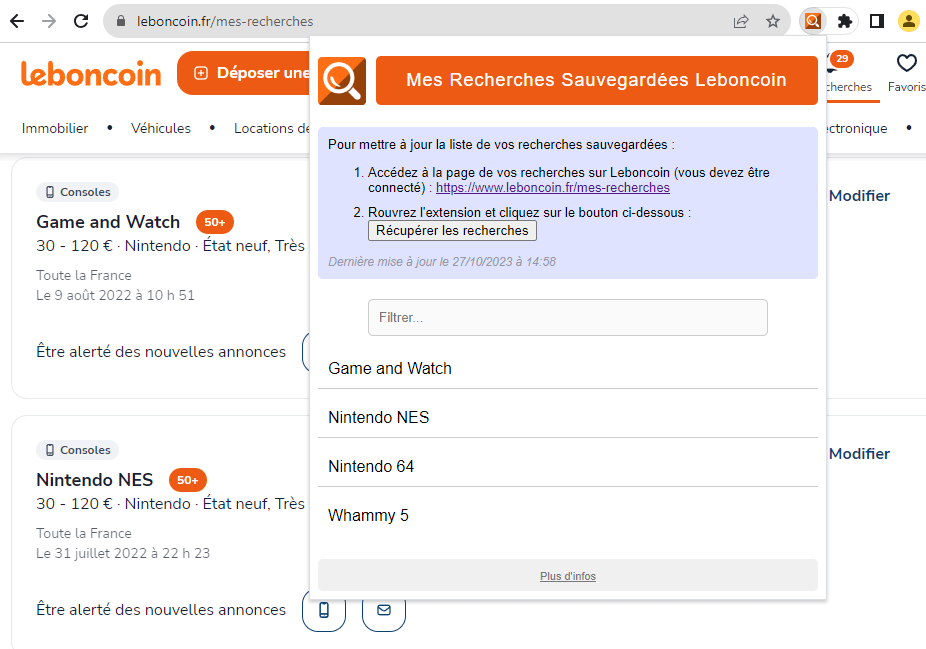 leboncoin.fr/mes-recherches
leboncoin
Déposer une
29
cherches
Favoris
Immobilier • Véhicules • Locations de
ctronique •
Mes Recherches Sauvegardées Leboncoin
Pour mettre à jour la liste de vos recherches sauvegardées :
1. Accédez à la page de vos recherches sur Leboncoin (vous devez être
connecté) : https://www.leboncoin.fr/mes-recherches
2. Rouvrez l'extension et cliquez sur le bouton ci-dessous :
Récupérer les recherches
Dernière mise à jour le 27/10/2023 à 14:58
Filtrer...
Game and Watch
Nintendo NES
Nintendo 64
Whammy 5
Plus d'infos
Consoles
Game and Watch 50+
30 - 120 € · Nintendo · État neuf, Très
Toute la France
Le 9 août 2022 à 10 h 51
Être alerté des nouvelles annonces
Modifier
Consoles
Nintendo NES 50+
30 - 120 € · Nintendo · État neuf, Très
Toute la France
Le 31 juillet 2022 à 22 h 23
Être alerté des nouvelles annonces
Modifier